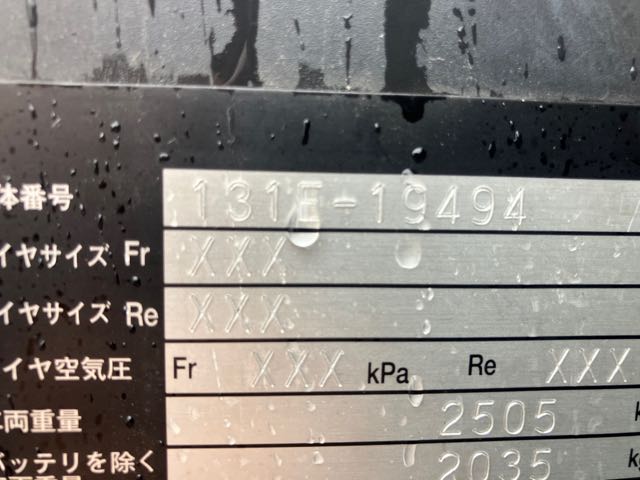 体番号 131E-19494
イヤサイズ Fr XXX
イヤサイズ Re XXX
イヤ空気圧 Fr XXX kPa Re XXX
車両重量 2505
バッテリを除く 2035 kg